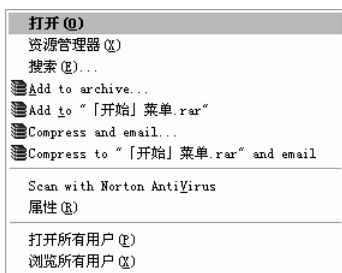 打开(O)
资源管理器(X)
搜索(E)...
Add to archive...
Add to "「开始」菜单.rar"
Compress and email...
Compress to "「开始」菜单.rar" and email
Scan with Norton AntiVirus
属性(R)
打开所有用户(P)
浏览所有用户(X)